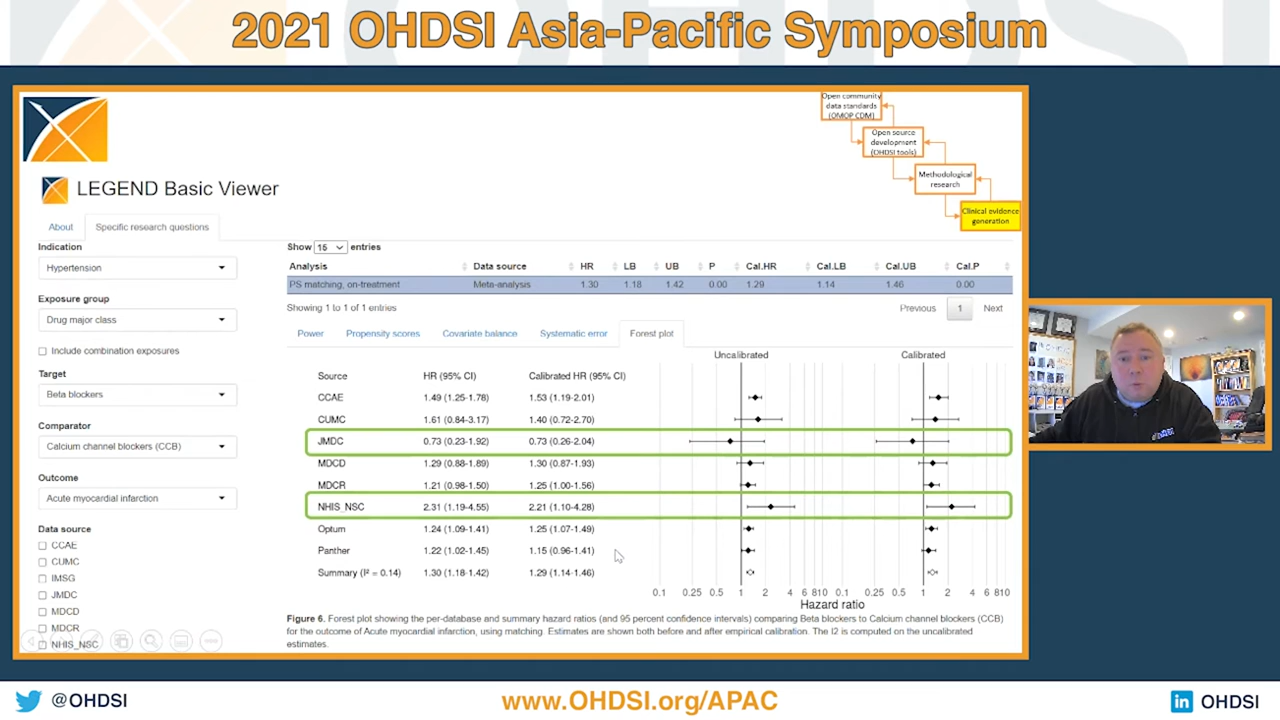 2021 OHDSI Asia-Pacific Symposium
Open community
data standards
(OMOP CDM)
Open source
development
(OHDSI tools)
Methodological
research
Clinical evidence
generation
LEGEND Basic Viewer
About Specific research questions
Indication
Hypertension
Exposure group
Drug major class
Include combination exposures
Target
Beta blockers
Comparator
Calcium channel blockers (CCB)
Outcome
Acute myocardial infarction
Data source
CCAE
CUMC
IMSG
JMDC
MDCD
MDCR
NHIS_NSC
Show 15 entries
Analysis Data source HR LB UB P Cal.HR Cal.LB Cal.UB Cal.P
PS matching, on-treatment Meta-analysis 1.30 1.18 1.42 0.00 1.29 1.14 1.46 0.00
Showing 1 to 1 of 1 entries Previous 1 Next
Power Propensity scores Covariate balance Systematic error Forest plot
Uncalibrated Calibrated
Source HR (95% CI) Calibrated HR (95% CI)
CCAE 1.49 (1.25-1.78) 1.53 (1.19-2.01)
CUMC 1.61 (0.84-3.17) 1.40 (0.72-2.70)
JMDC 0.73 (0.23-1.92) 0.73 (0.26-2.04)
MDCD 1.29 (0.88-1.89) 1.30 (0.87-1.93)
MDCR 1.21 (0.98-1.50) 1.25 (1.00-1.56)
NHIS_NSC 2.31 (1.19-4.55) 2.21 (1.10-4.28)
Optum 1.24 (1.09-1.41) 1.25 (1.07-1.49)
Panther 1.22 (1.02-1.45) 1.15 (0.96-1.41)
Summary (I² = 0.14) 1.30 (1.18-1.42) 1.29 (1.14-1.46)
0.1 0.25 0.5 1 2 4 6 8 10 0.1 0.25 0.5 1 2 4 6 8 10
Hazard ratio
Figure 6. Forest plot showing the per-database and summary hazard ratios (and 95 percent confidence intervals) comparing Beta blockers to Calcium channel blockers (CCB)
for the outcome of Acute myocardial infarction, using matching. Estimates are shown both before and after empirical calibration. The I2 is computed on the uncalibrated
estimates.
@OHDSI
www.OHDSI.org/APAC
in OHDSI